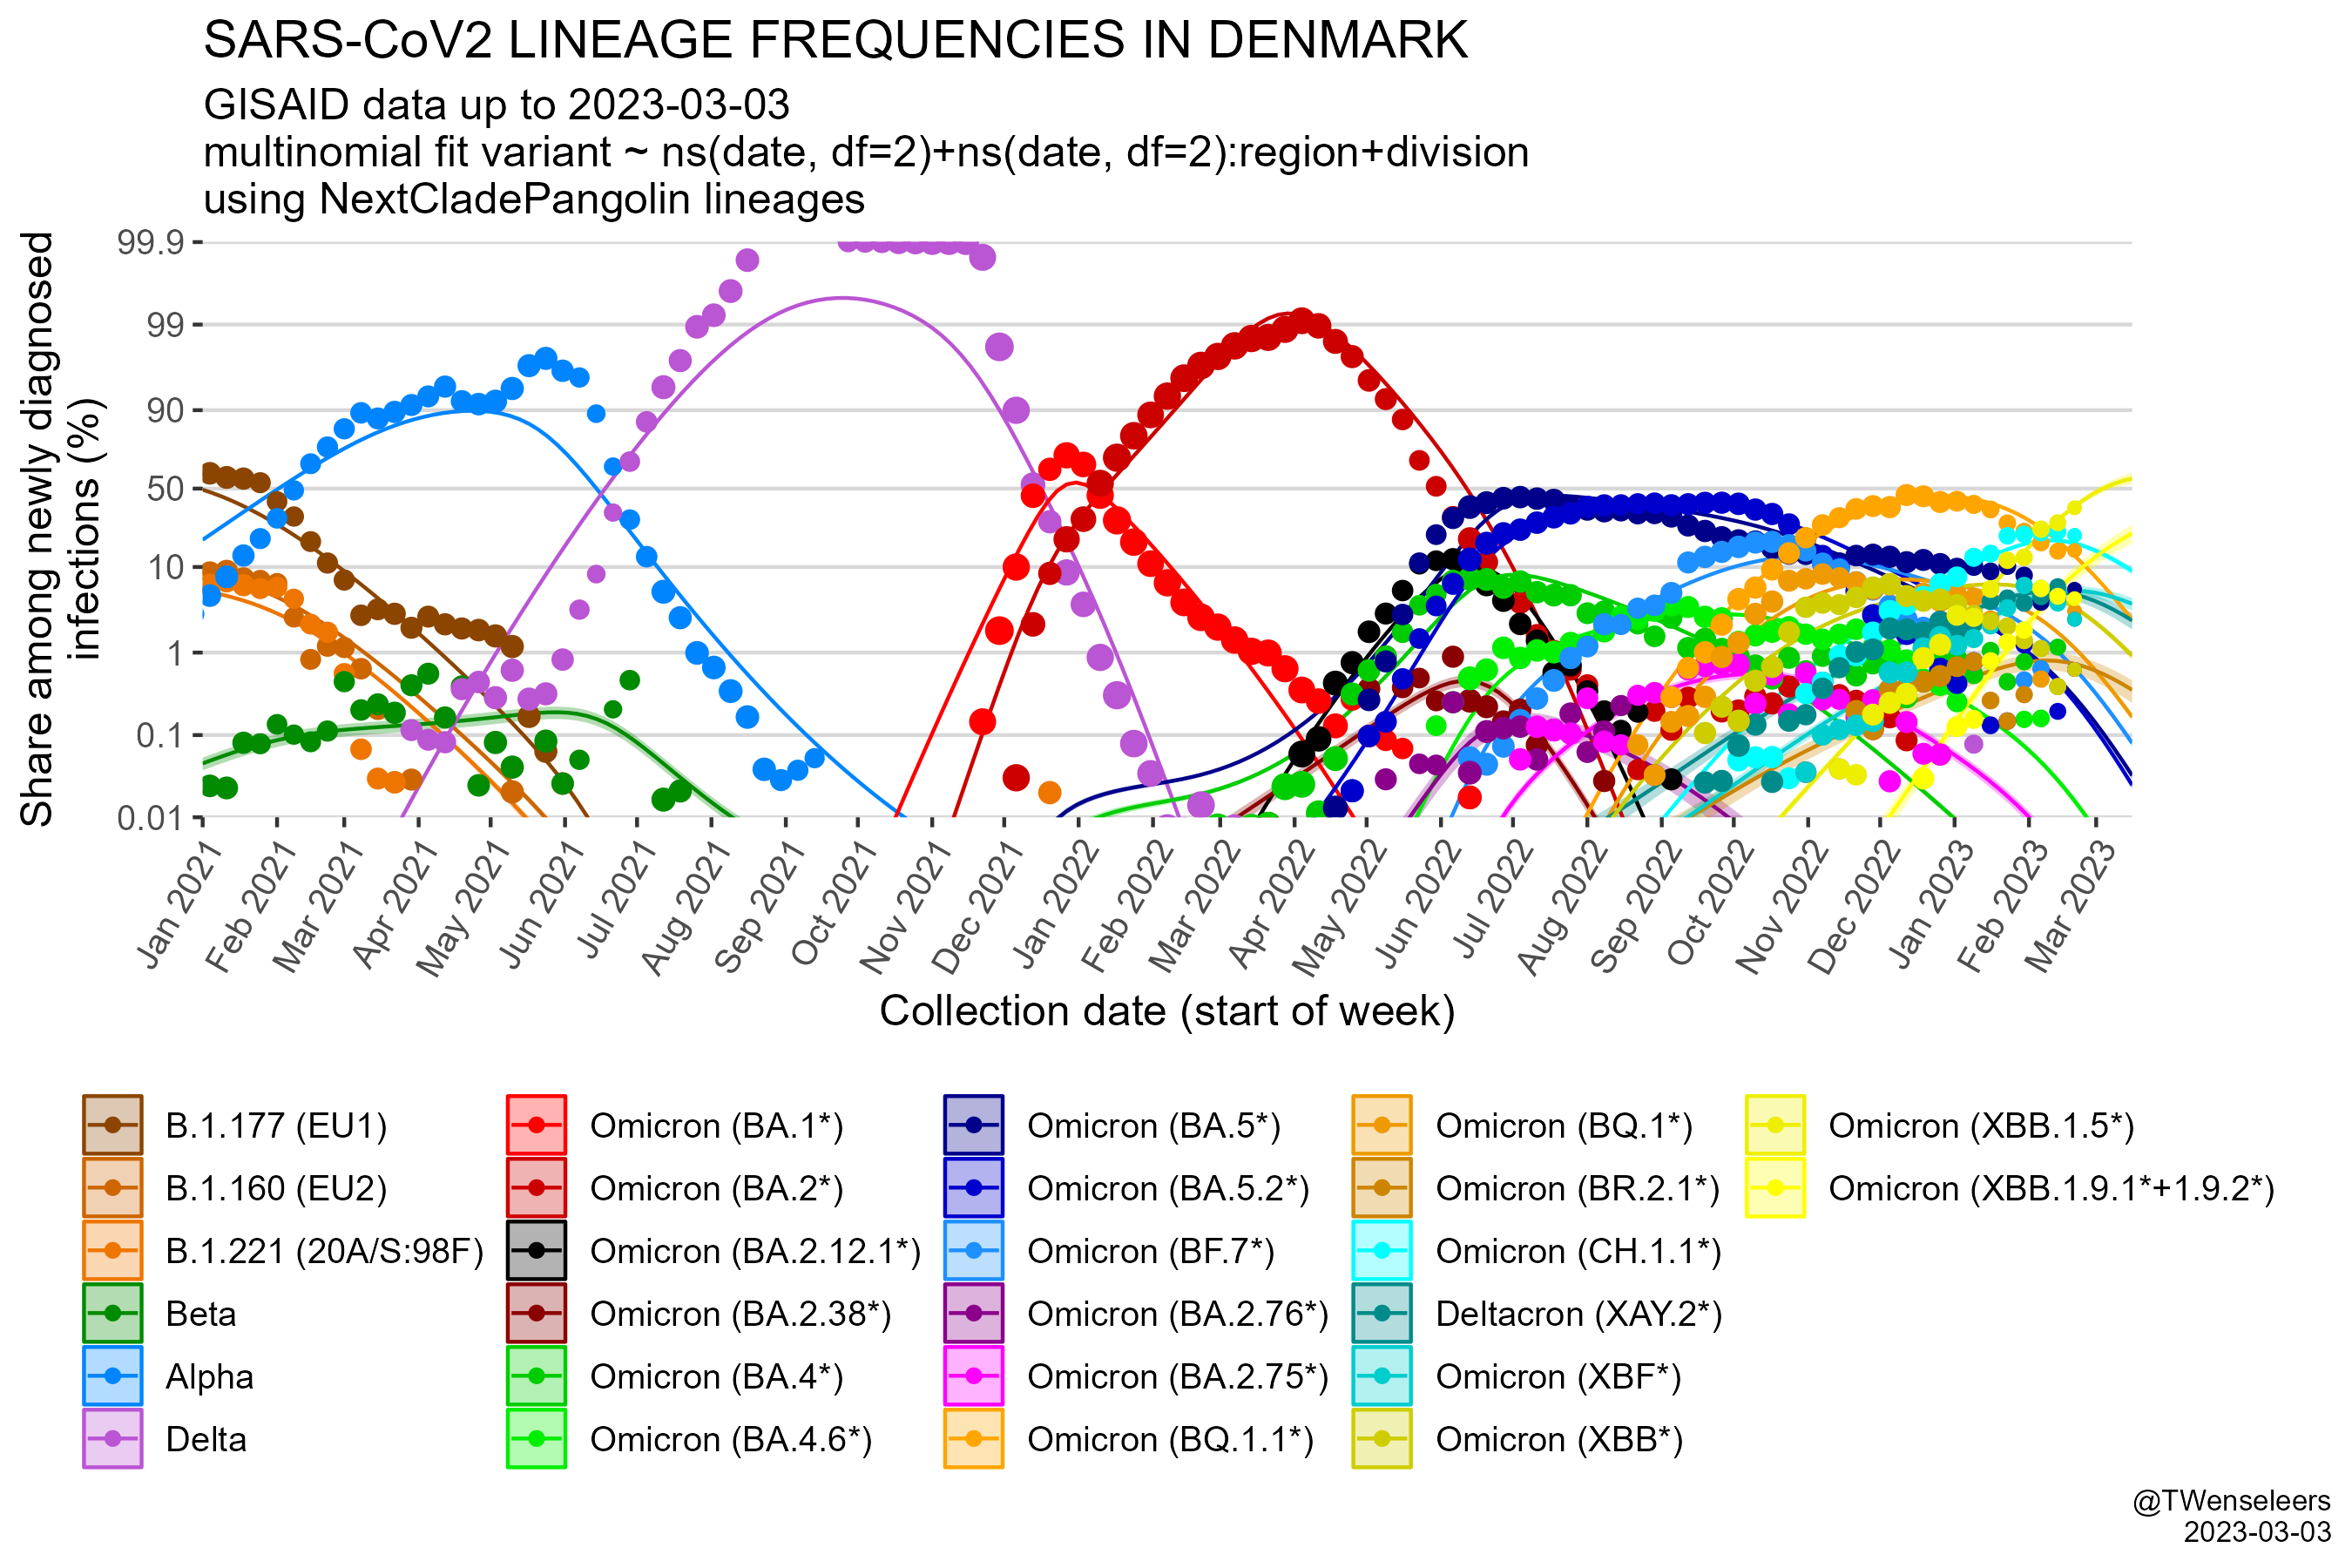 SARS-CoV2 LINEAGE FREQUENCIES IN DENMARK
GISAID data up to 2023-03-03
multinomial fit variant ~ ns(date, df=2)+ns(date, df=2):region+division
using NextCladePangolin lineages
Share among newly diagnosed
infections (%)
99.9
99
90
50
10
1
0.1
0.01
Jan 2021
Feb 2021
Mar 2021
Apr 2021
May 2021
Jun 2021
Jul 2021
Aug 2021
Sep 2021
Oct 2021
Nov 2021
Dec 2021
Jan 2022
Feb 2022
Mar 2022
Apr 2022
May 2022
Jun 2022
Jul 2022
Aug 2022
Sep 2022
Oct 2022
Nov 2022
Dec 2022
Jan 2023
Feb 2023
Mar 2023
Collection date (start of week)
B.1.177 (EU1)
B.1.160 (EU2)
B.1.221 (20A/S:98F)
Beta
Alpha
Delta
Omicron (BA.1*)
Omicron (BA.2*)
Omicron (BA.2.12.1*)
Omicron (BA.2.38*)
Omicron (BA.4*)
Omicron (BA.4.6*)
Omicron (BA.5*)
Omicron (BA.5.2*)
Omicron (BF.7*)
Omicron (BA.2.76*)
Omicron (BA.2.75*)
Omicron (BQ.1.1*)
Omicron (BQ.1*)
Omicron (BR.2.1*)
Omicron (CH.1.1*)
Deltacron (XAY.2*)
Omicron (XBF*)
Omicron (XBB*)
Omicron (XBB.1.5*)
Omicron (XBB.1.9.1*+1.9.2*)
@TWenseleers
2023-03-03